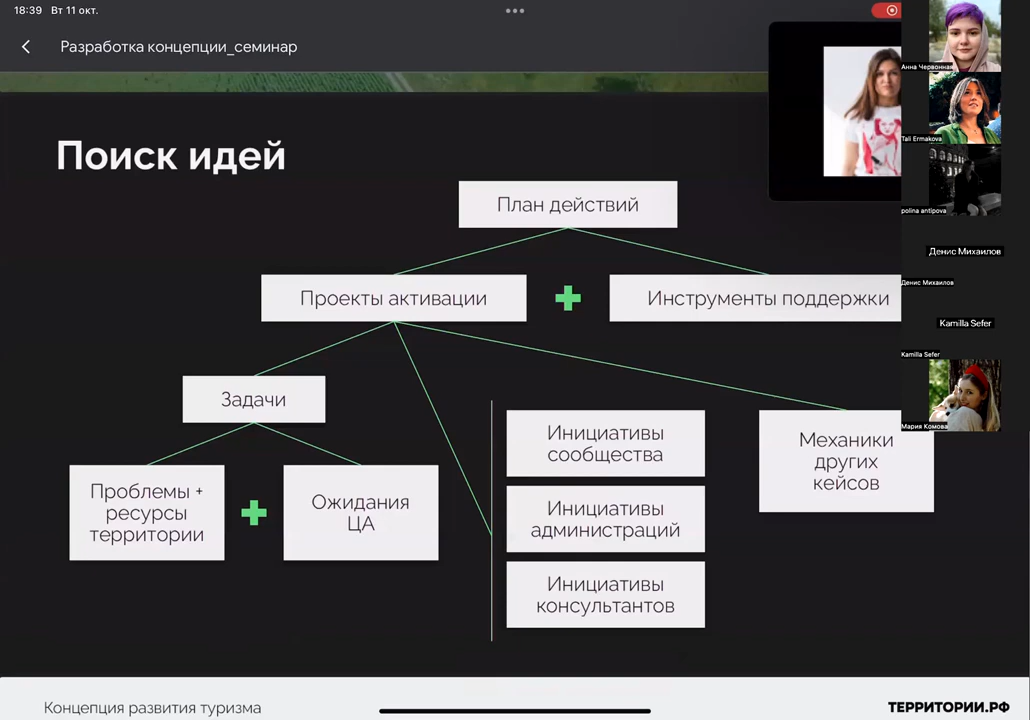 18:39 Вт 11 окт.
Разработка концепции_семинар
Поиск идей
План действий
Проекты активации
Инструменты поддержки
Задачи
Проблемы +
ресурсы
территории
Ожидания
ЦА
Инициативы
сообщества
Инициативы
администраций
Инициативы
консультантов
Механики
других
кейсов
Анна Червонная
Tali Ermakova
polina antipova
Денис Михаилов
Денис Михаилов
Kamilla Sefer
Kamilla Sefer
Мария Комова
Концепция развития туризма
ТЕРРИТОРИИ.РФ